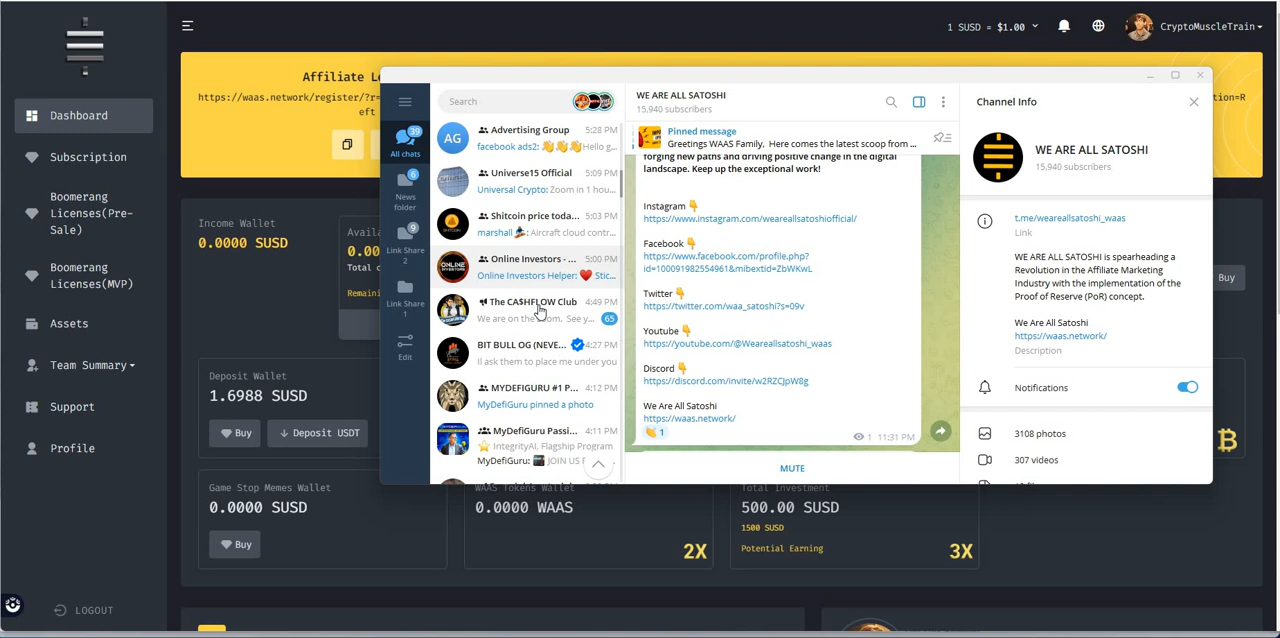 1 SUSD = $1.00
CryptoMuscleTrain
Dashboard
Subscription
Boomerang
Licenses(Pre-
Sale)
Boomerang
Licenses(MVP)
Assets
Team Summary
Support
Profile
LOGOUT
https://waas.network/register/?r=
eft
tion=R
Income Wallet
0.0000 SUSD
Total c
Buy
Deposit Wallet
1.6988 SUSD
Buy
Deposit USDT
Game Stop Memes Wallet
0.0000 SUSD
Buy
WAAS Tokens Wallet
0.0000 WAAS
2X
Total Investment
500.00 SUSD
1500 SUSD
Potential Earning
3X
39
All chats
6
News
folder
9
Link Share
2
Link Share
1
Edit
Search
AG
Advertising Group 5:28 PM
facebook ads2: 👋👋👋Hello g...
Universe15 Official 5:09 PM
Universal Crypto: Zoom in 1 hou...
Shitcoin price toda... 5:03 PM
marshall: Aircraft cloud contr...
ONLINE
INVESTORS
Online Investors - ... 5:00 PM
Online Investors Helper: ❤️ Stic...
The CA$HFLOW Club 4:49 PM
We are on the zoom. See y... 65
BIT BULL OG (NEVE... 4:27 PM
Il ask them to place me under you
MYDEFIGURU #1 P... 4:12 PM
MyDefiGuru pinned a photo
MyDefiGuru Passi... 4:11 PM
⭐ IntegrityAI, Flagship Program
MyDefiGuru: JOIN US F
WE ARE ALL SATOSHI
15,940 subscribers
Pinned message
Greetings WAAS Family, Here comes the latest scoop from ...
forging new paths and driving positive change in the digital
landscape. Keep up the exceptional work!
Instagram 👇
https://www.instagram.com/weareallsatoshiofficial/
Facebook 👇
https://www.facebook.com/profile.php?
id=100091982554961&mibextid=ZbWKwL
Twitter 👇
https://twitter.com/waa_satoshi?s=09v
Youtube 👇
https://youtube.com/@Weareallsatoshi_waas
Discord 👇
https://discord.com/invite/w2RZCJpW8g
We Are All Satoshi
https://waas.network/
👏 1
1 11:31 PM
MUTE
Channel Info
WE ARE ALL SATOSHI
15,940 subscribers
t.me/weareallsatoshi_waas
Link
WE ARE ALL SATOSHI is spearheading a
Revolution in the Affiliate Marketing
Industry with the implementation of the
Proof of Reserve (PoR) concept.
We Are All Satoshi
https://waas.network/
Description
Notifications
3108 photos
307 videos